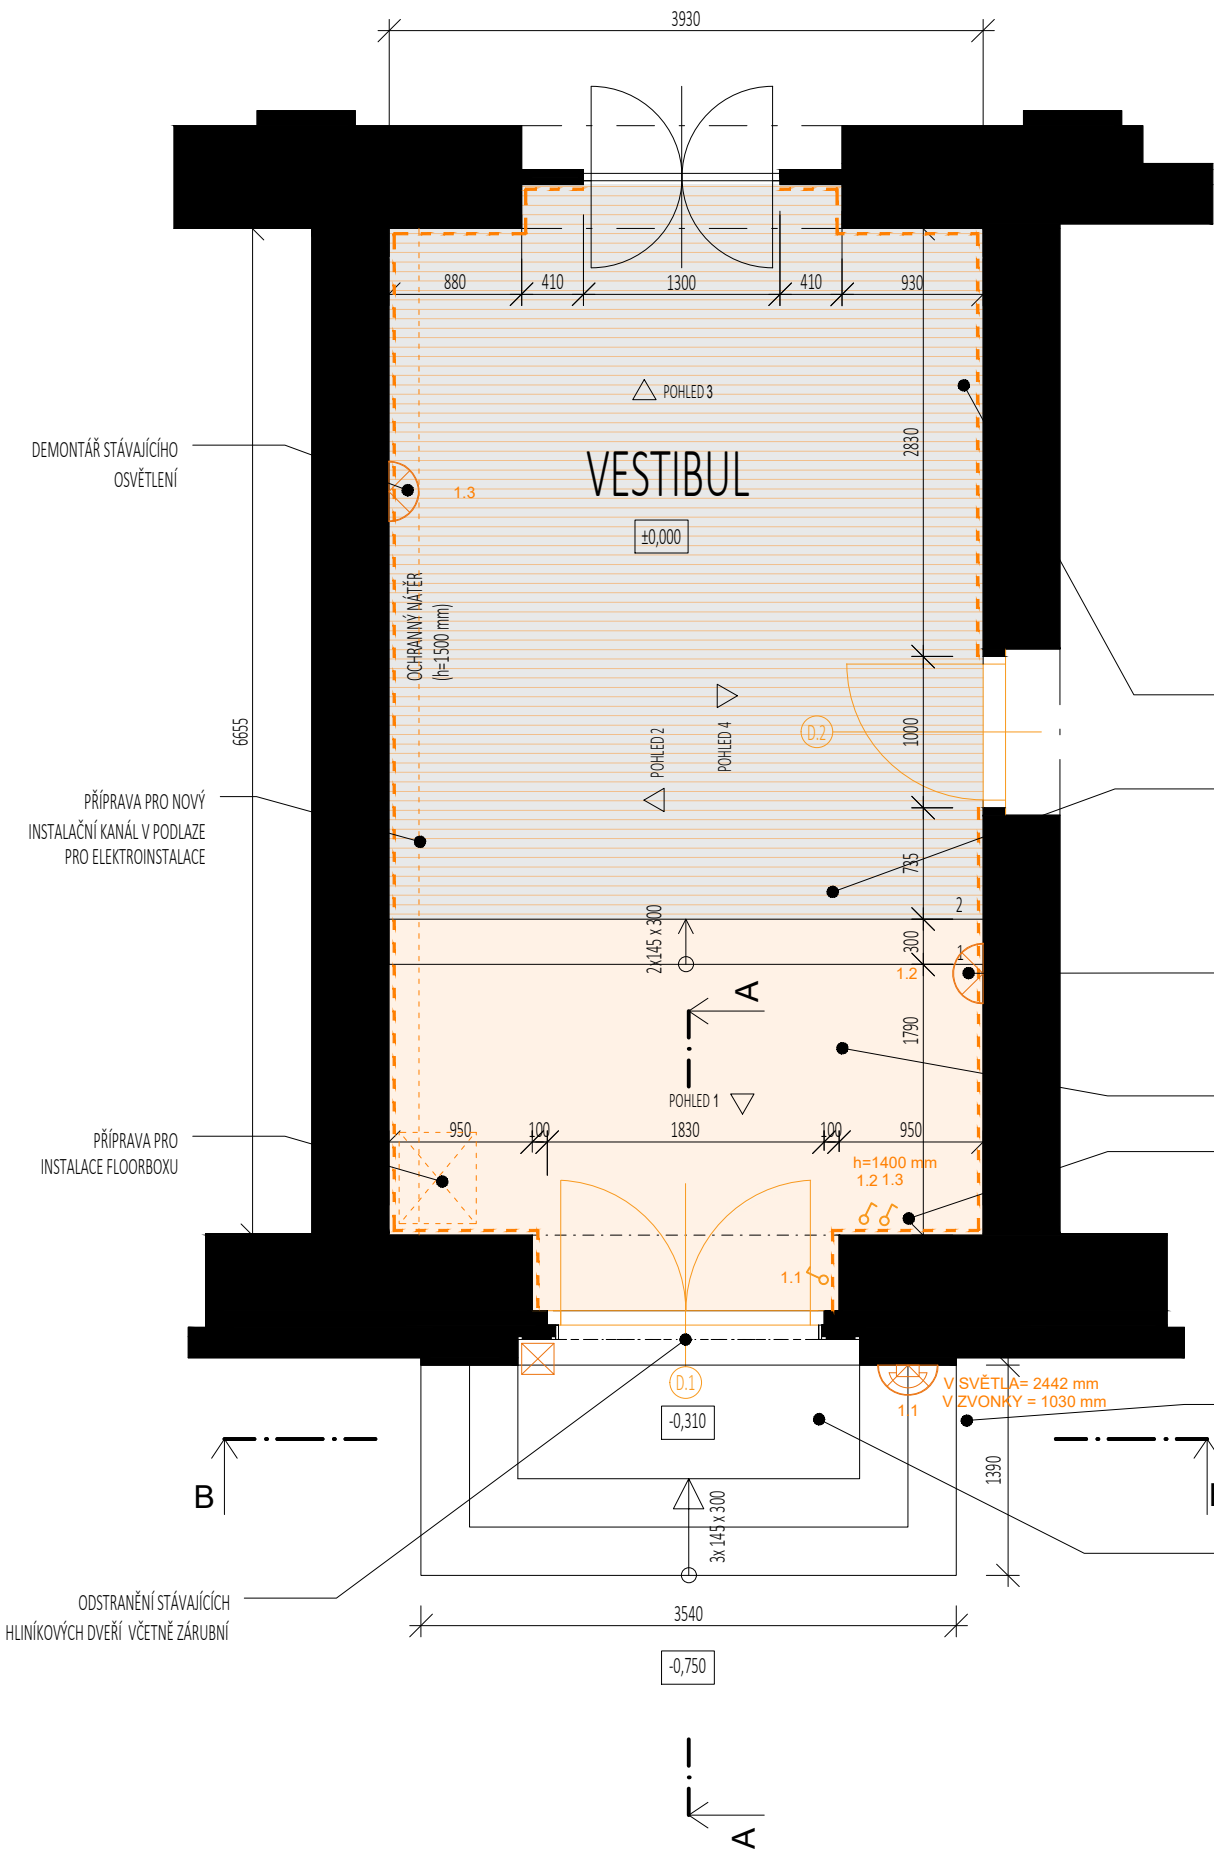 3930
880
410
1300
410
930
POHLED 3
2830
DEMONTÁŘ STÁVAJÍCÍHO
OSVĚTLENÍ
VESTIBUL
1.3
±0,000
OCHRANNÝ NÁTĚR
(h=1500 mm)
6655
POHLED 2
POHLED 4
D.2
1000
PŘÍPRAVA PRO NOVÝ
INSTALAČNÍ KANÁL V PODLAZE
PRO ELEKTROINSTALACE
735
2
2x145 x 300
300
1
1.2
A
1790
POHLED 1
950
100
1830
100
950
PŘÍPRAVA PRO
INSTALACE FLOORBOXU
h=1400 mm
1.2 1.3
1.1
D.1
V SVĚTLA= 2442 mm
V ZVONKY = 1030 mm
1.1
-0,310
B
1390
3x 145 x 300
ODSTRANĚNÍ STÁVAJÍCÍCH
HLINÍKOVÝCH DVEŘÍ VČETNĚ ZÁRUBNÍ
3540
-0,750
A